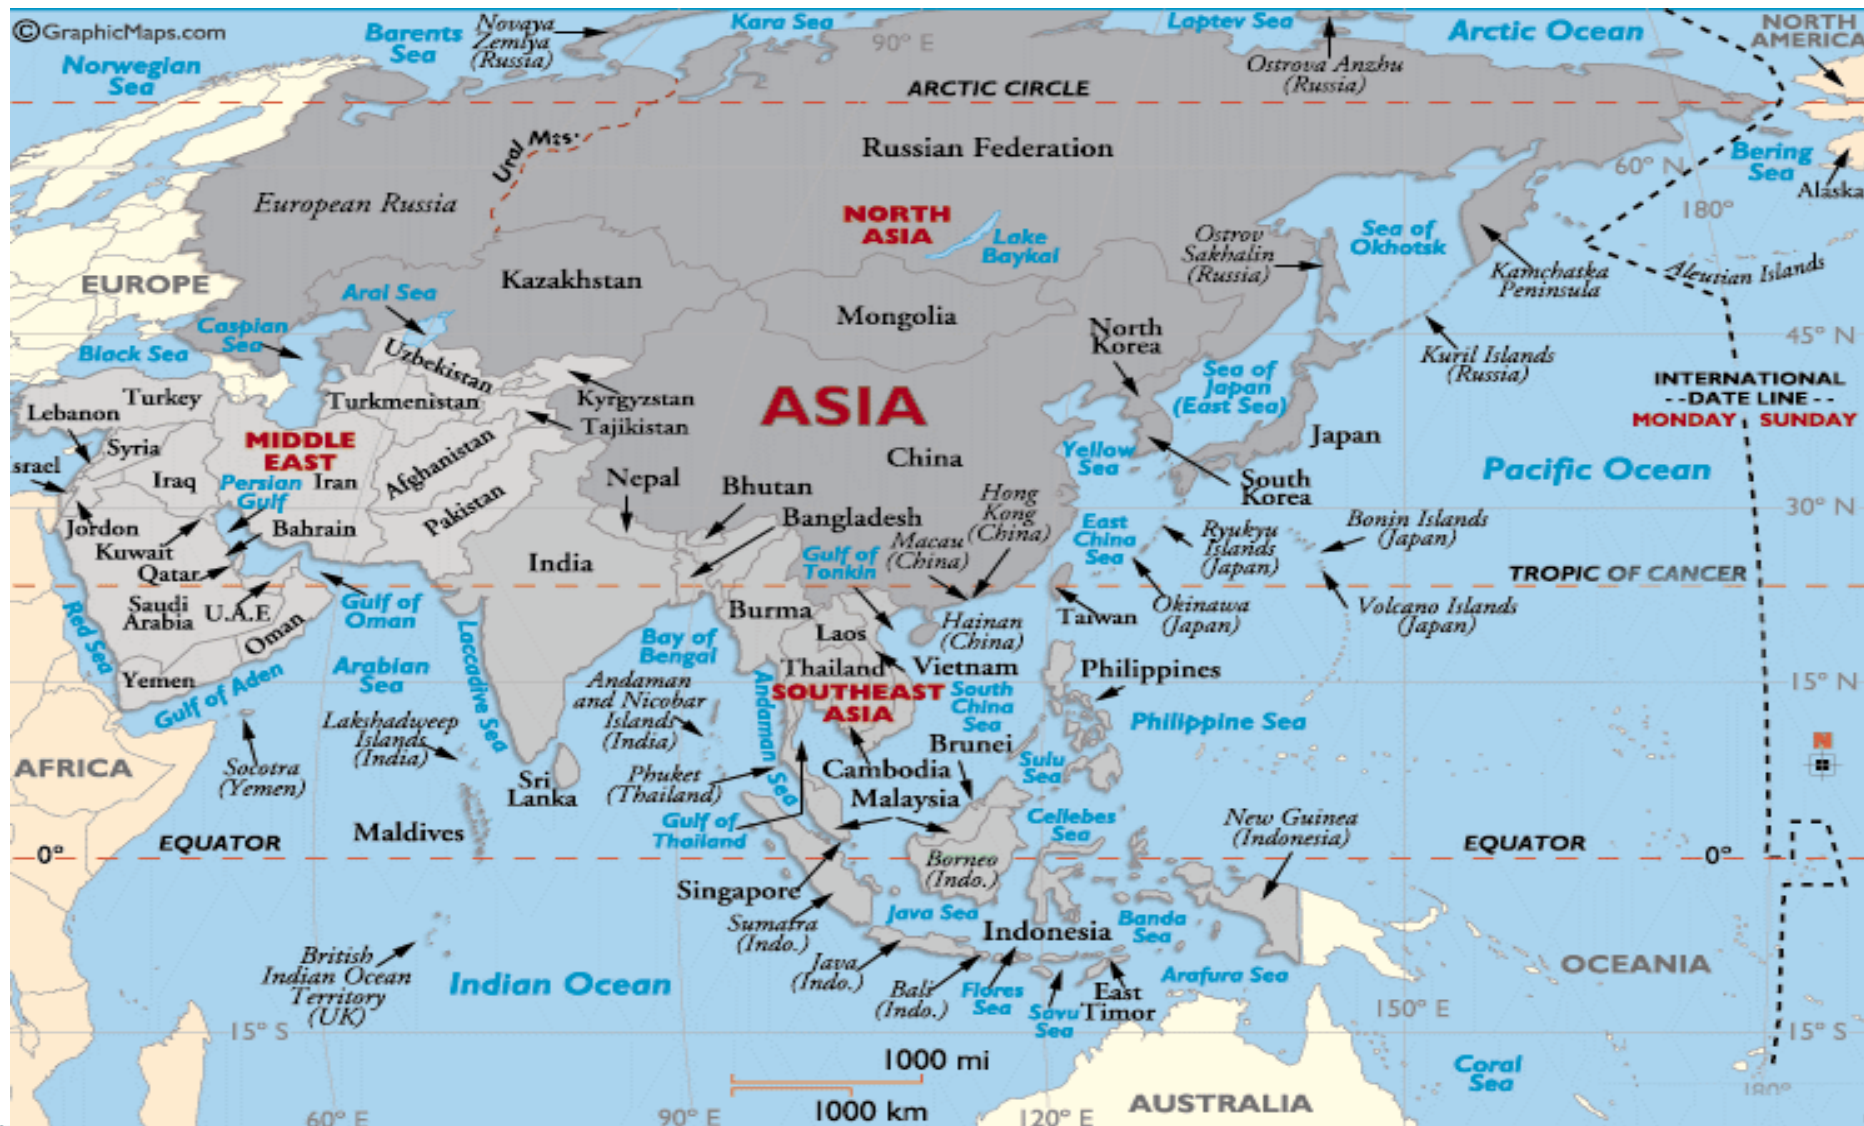 ©GraphicMaps.com
Norwegian
Sea
Barents
Sea
Novaya
Zemlya
(Russia)
Kara Sea
90° E
Laptev Sea
Ostrova Anzhu
(Russia)
Arctic Ocean
NORTH
AMERICA
ARCTIC CIRCLE
Ural Mts.
Russian Federation
European Russia
60° N
Bering
Sea
Alaska
180°
NORTH
ASIA
Lake
Baykal
Ostrov
Sakhalin
(Russia)
Sea of
Okhotsk
Kamchatka
Peninsula
Aleutian Islands
EUROPE
Kazakhstan
Aral Sea
Mongolia
Caspian
Sea
Black Sea
North
Korea
45° N
Kuril Islands
(Russia)
Sea of
Japan
(East Sea)
INTERNATIONAL
--DATE LINE--
MONDAY
SUNDAY
Uzbekistan
Turkmenistan
Kyrgyzstan
Tajikistan
ASIA
Turkey
Lebanon
Syria
srael
Iraq
MIDDLE
EAST
Persian
Gulf
Iran
Afghanistan
Pakistan
Nepal
Bhutan
Bangladesh
China
Yellow
Sea
Japan
South
Korea
Pacific Ocean
Jordon
Kuwait
Bahrain
Qatar
Saudi
Arabia
U.A.E
Oman
Gulf of
Oman
India
Gulf of
Tonkin
Macau
(China)
Hong
Kong
(China)
East
China
Sea
Ryukyu
Islands
(Japan)
Bonin Islands
(Japan)
30° N
TROPIC OF CANCER
Red Sea
Burma
Laos
Hainan
(China)
Taiwan
Okinawa
(Japan)
Volcano Islands
(Japan)
Yemen
Gulf of Aden
Arabian
Sea
Laccadive Sea
Bay of
Bengal
Thailand
Vietnam
Philippines
15° N
SOUTHEAST
ASIA
South
China
Sea
Philippine Sea
Andaman
and Nicobar
Islands
(India)
Andaman Sea
Lakshadweep
Islands
(India)
Socotra
(Yemen)
AFRICA
Sri
Lanka
Phuket
(Thailand)
Cambodia
Brunei
Sulu
Sea
N
Malaysia
Gulf of
Thailand
Cellebes
Sea
New Guinea
(Indonesia)
Maldives
EQUATOR
0°
EQUATOR
0°
Borneo
(Indo.)
Singapore
Sumatra
(Indo.)
Java Sea
Indonesia
Banda
Sea
British
Indian Ocean
Territory
(UK)
Indian Ocean
Java
(Indo.)
Bali
(Indo.)
Flores
Sea
Savu
Sea
East
Timor
Arafura Sea
OCEANIA
150° E
15° S
15° S
1000 mi
1000 km
Coral
Sea
AUSTRALIA
60° E
90° E
120° E
180°